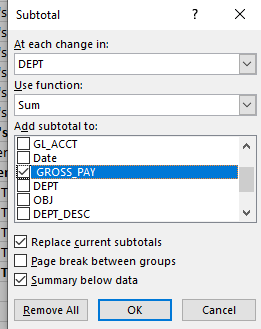 Subtotal
At each change in:
DEPT
Use function:
Sum
Add subtotal to:
GL_ACCT
Date
GROSS_PAY
DEPT
OBJ
DEPT_DESC
Replace current subtotals
Page break between groups
Summary below data
Remove All
OK
Cancel